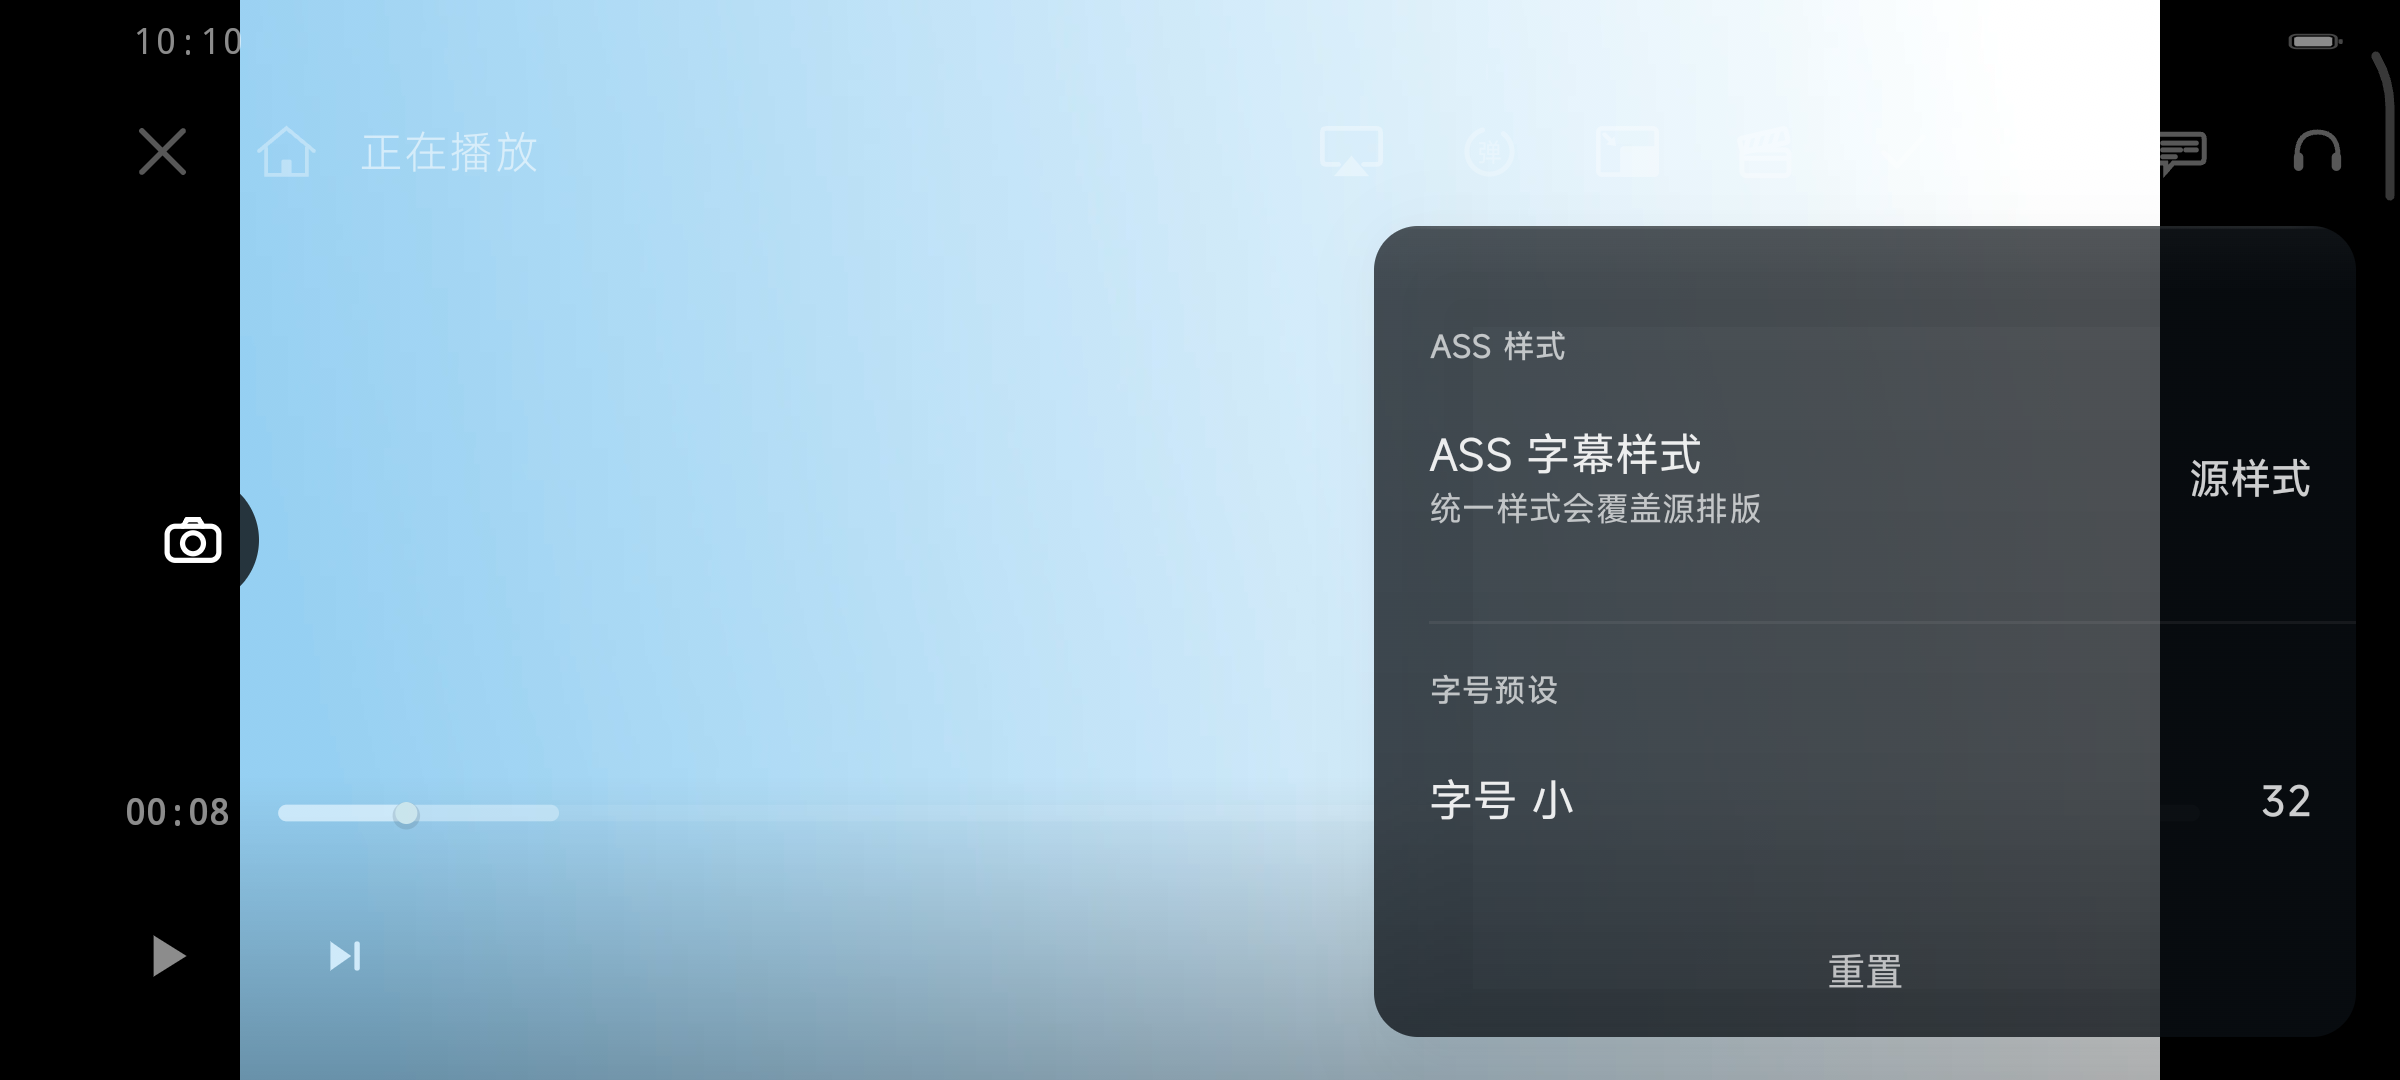 10:10
正在播放
弹
ASS 样式
ASS 字幕样式
源样式
统一样式会覆盖源排版
字号预设
字号 小
32
00:08
重置